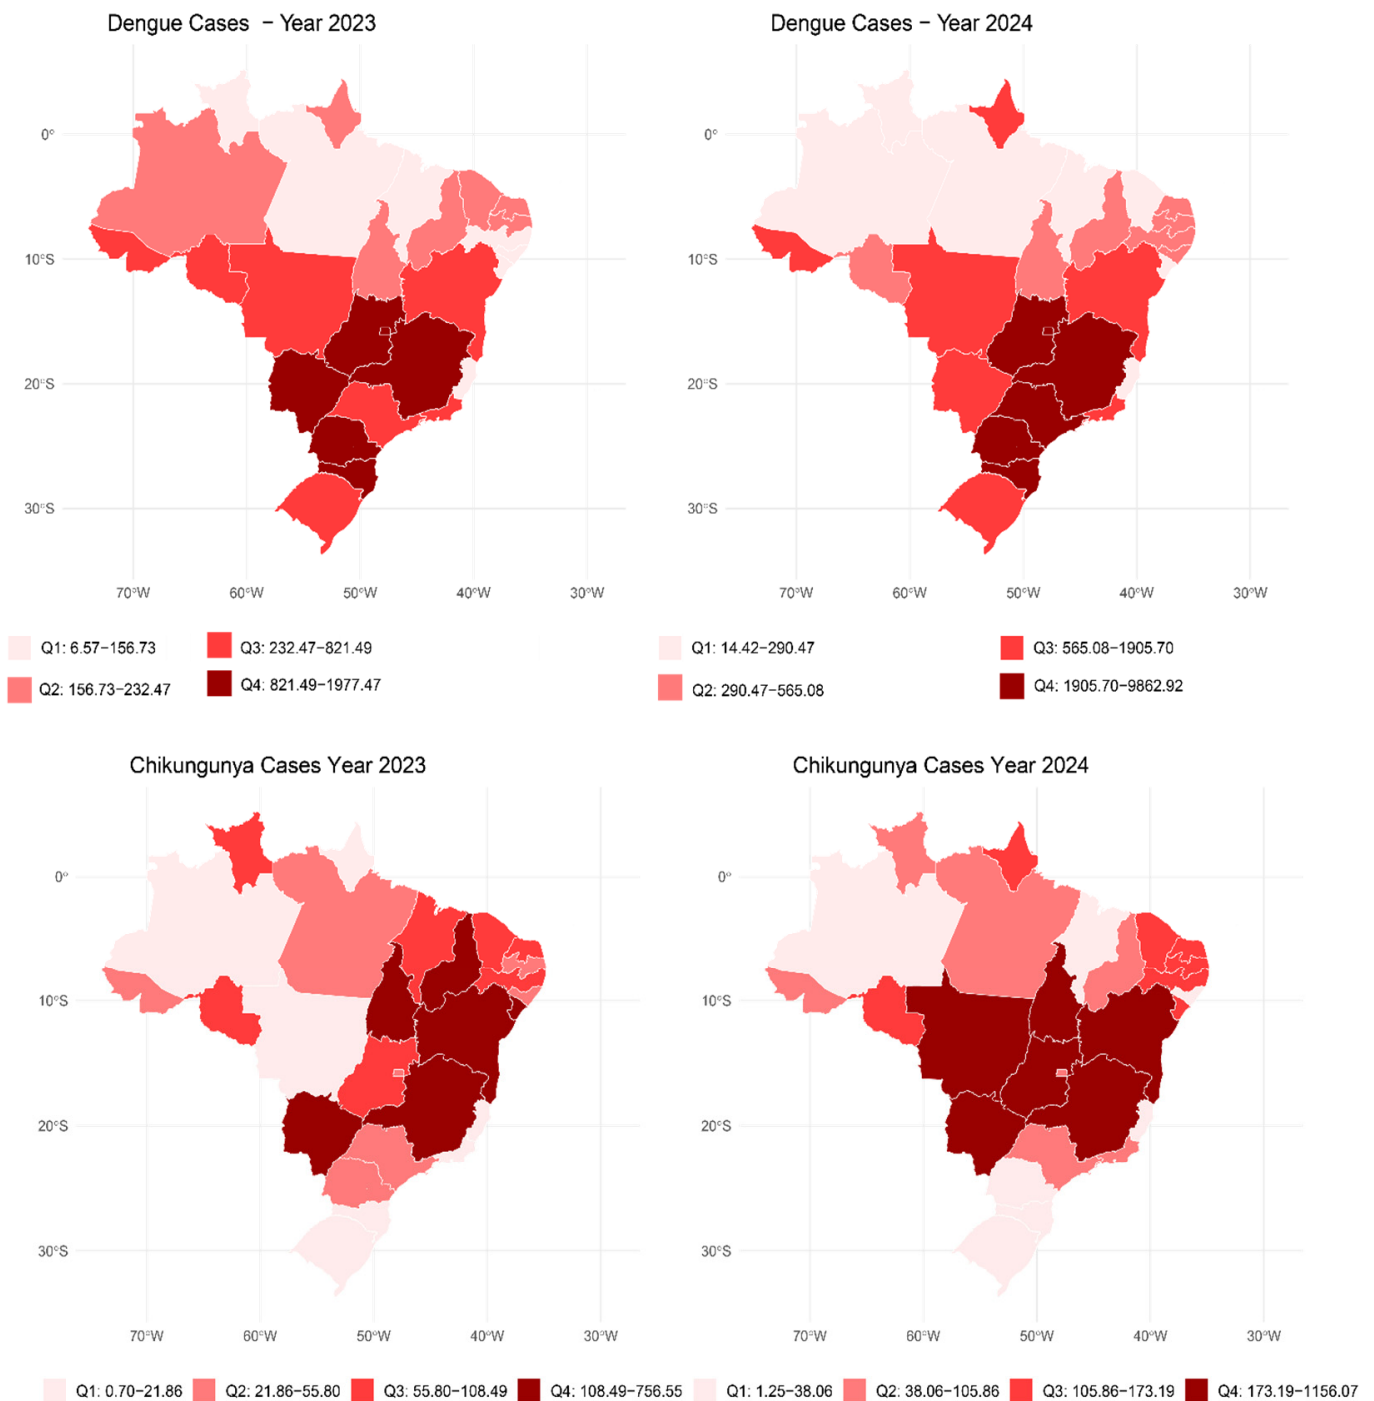 Dengue Cases – Year 2023
Dengue Cases – Year 2024
0°
10°S
20°S
30°S
70°W 60°W 50°W 40°W 30°W
0°
10°S
20°S
30°S
70°W 60°W 50°W 40°W 30°W
Q1: 6.57−156.73 Q3: 232.47−821.49
Q2: 156.73−232.47 Q4: 821.49−1977.47
Q1: 14.42−290.47 Q3: 565.08−1905.70
Q2: 290.47−565.08 Q4: 1905.70−9862.92
Chikungunya Cases Year 2023
Chikungunya Cases Year 2024
0°
10°S
20°S
30°S
70°W 60°W 50°W 40°W 30°W
0°
10°S
20°S
30°S
70°W 60°W 50°W 40°W 30°W
Q1: 0.70−21.86 Q2: 21.86−55.80 Q3: 55.80−108.49 Q4: 108.49−756.55
Q1: 1.25−38.06 Q2: 38.06−105.86 Q3: 105.86−173.19 Q4: 173.19−1156.07